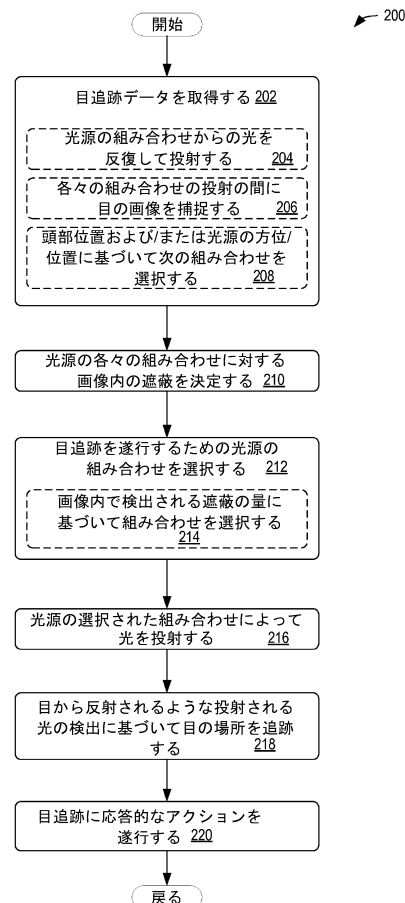 200
開始
目追跡データを取得する 202
光源の組み合わせからの光を
反復して投射する 204
各々の組み合わせの投射の間に
目の画像を捕捉する 206
頭部位置および/または光源の方位/
位置に基づいて次の組み合わせを
選択する 208
光源の各々の組み合わせに対する
画像内の遮蔽を決定する 210
目追跡を遂行するための光源の
組み合わせを選択する 212
画像内で検出される遮蔽の量に
基づいて組み合わせを選択する
214
光源の選択された組み合わせによって
光を投射する 216
目から反射されるような投射される
光の検出に基づいて目の場所を追跡
する 218
目追跡に応答的なアクションを
遂行する 220
戻る